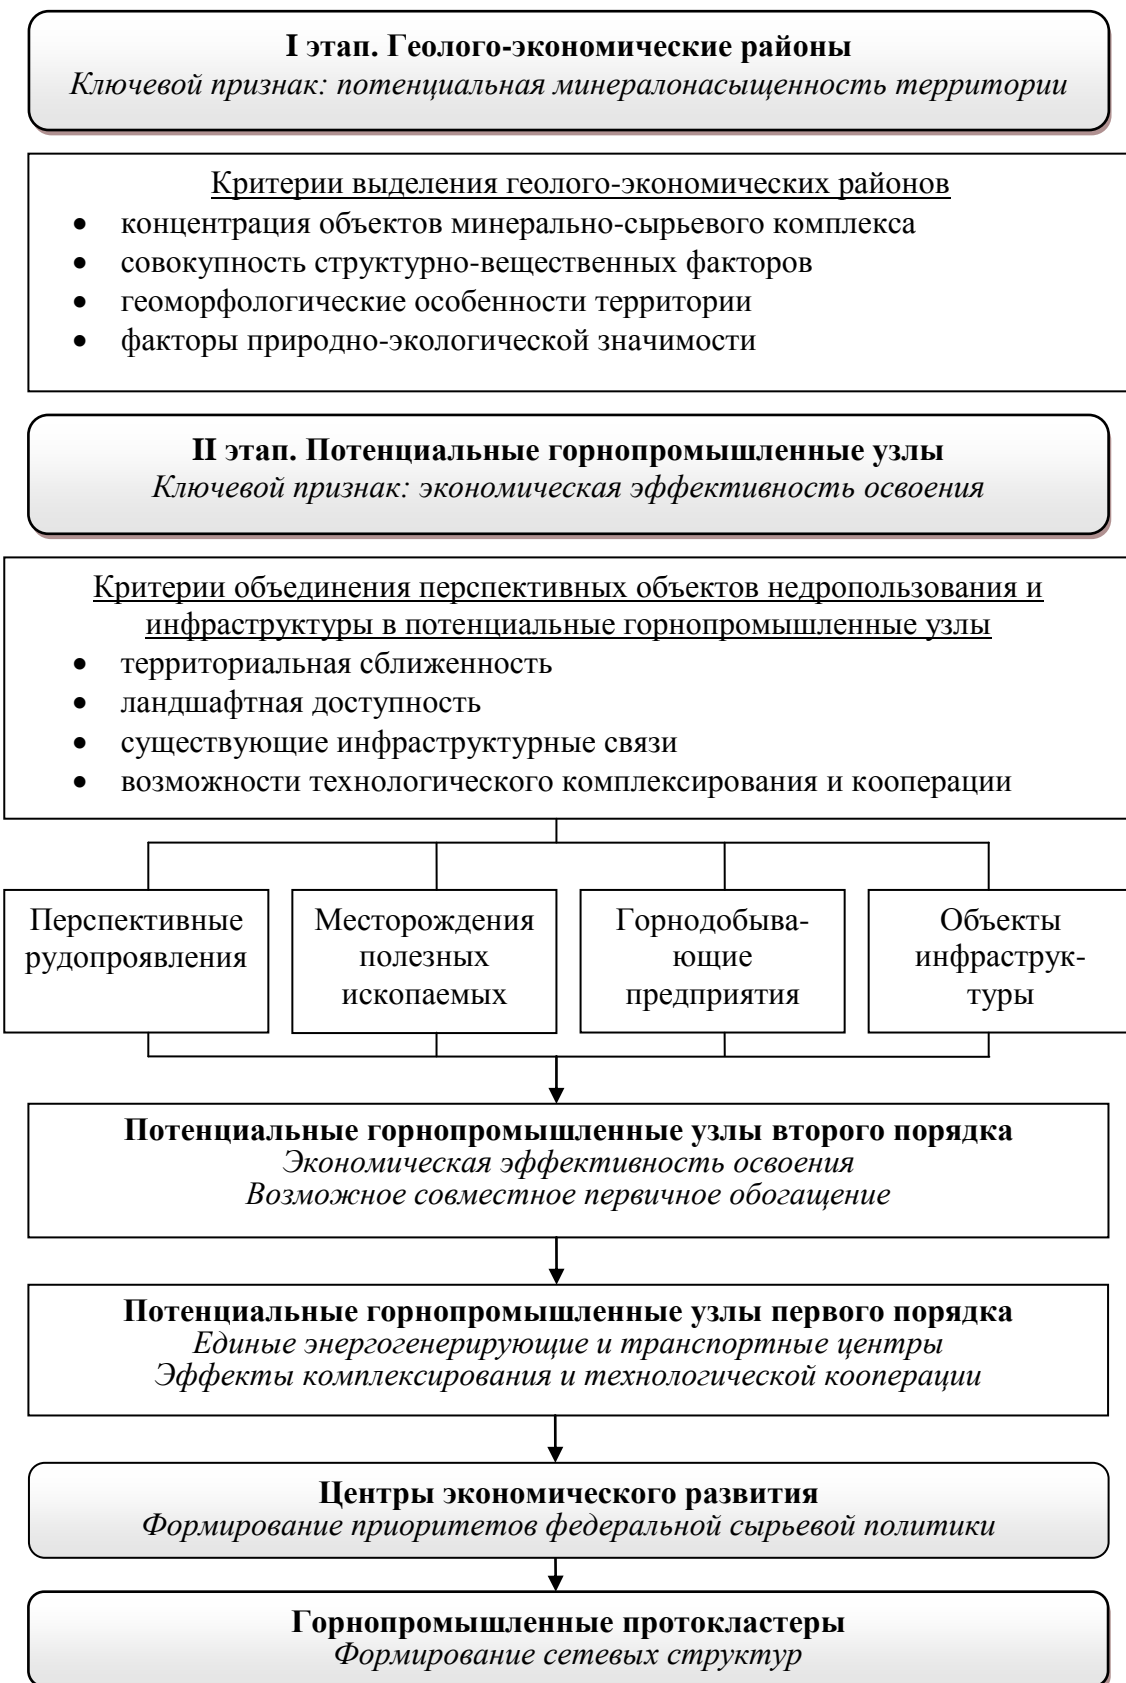 I этап. Геолого-экономические районы
Ключевой признак: потенциальная минералонасыщенность территории
Критерии выделения геолого-экономических районов
• концентрация объектов минерально-сырьевого комплекса
• совокупность структурно-вещественных факторов
• геоморфологические особенности территории
• факторы природно-экологической значимости
II этап. Потенциальные горнопромышленные узлы
Ключевой признак: экономическая эффективность освоения
Критерии объединения перспективных объектов недропользования и
инфраструктуры в потенциальные горнопромышленные узлы
• территориальная сближенность
• ландшафтная доступность
• существующие инфраструктурные связи
• возможности технологического комплексирования и кооперации
Перспективные
рудопроявления
Месторождения
полезных
ископаемых
Горнодобыва-
ющие
предприятия
Объекты
инфраструк-
туры
Потенциальные горнопромышленные узлы второго порядка
Экономическая эффективность освоения
Возможное совместное первичное обогащение
Потенциальные горнопромышленные узлы первого порядка
Единые энергогенерирующие и транспортные центры
Эффекты комплексирования и технологической кооперации
Центры экономического развития
Формирование приоритетов федеральной сырьевой политики
Горнопромышленные протокластеры
Формирование сетевых структур